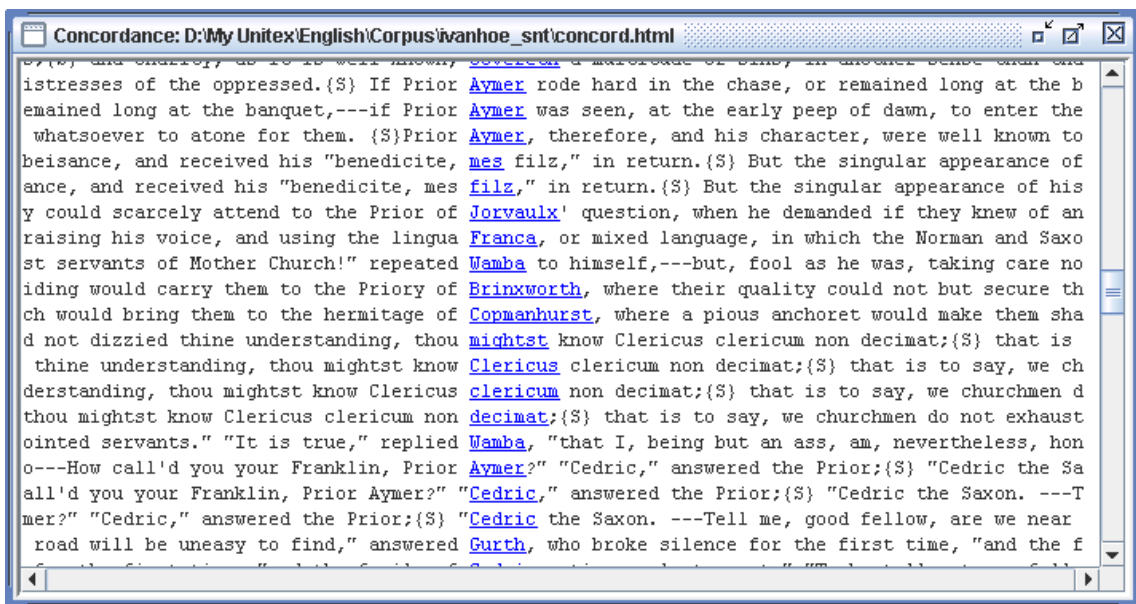 Concordance: D:\My Unitex\English\Corpus\ivanhoe_snt\concord.html
istresses of the oppressed.{S} If Prior Aymer rode hard in the chase, or remained long at the b
emained long at the banquet,---if Prior Aymer was seen, at the early peep of dawn, to enter the
whatsoever to atone for them. {S}Prior Aymer, therefore, and his character, were well known to
beisance, and received his "benedicite, mes filz," in return.{S} But the singular appearance of
ance, and received his "benedicite, mes filz," in return.{S} But the singular appearance of his
y could scarcely attend to the Prior of Jorvaulx' question, when he demanded if they knew of an
raising his voice, and using the lingua Franca, or mixed language, in which the Norman and Saxo
st servants of Mother Church!" repeated Wamba to himself,---but, fool as he was, taking care no
iding would carry them to the Priory of Brinxworth, where their quality could not but secure th
ch would bring them to the hermitage of Copmanhurst, where a pious anchoret would make them sha
d not dizzied thine understanding, thou mightst know Clericus clericum non decimat;{S} that is
thine understanding, thou mightst know Clericus clericum non decimat;{S} that is to say, we ch
derstanding, thou mightst know Clericus clericum non decimat;{S} that is to say, we churchmen d
thou mightst know Clericus clericum non decimat;{S} that is to say, we churchmen do not exhaust
ointed servants." "It is true," replied Wamba, "that I, being but an ass, am, nevertheless, hon
o---How call'd you your Franklin, Prior Aymer?" "Cedric," answered the Prior;{S} "Cedric the Sa
all'd you your Franklin, Prior Aymer?" "Cedric," answered the Prior;{S} "Cedric the Saxon. ---T
mer?" "Cedric," answered the Prior;{S} "Cedric the Saxon. ---Tell me, good fellow, are we near
road will be uneasy to find," answered Gurth, who broke silence for the first time, "and the f